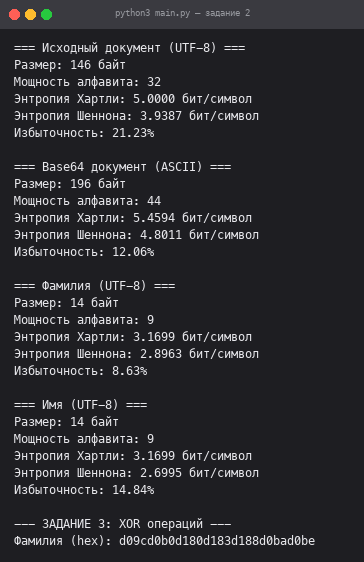 python3 main.py — задание 2
=== Исходный документ (UTF-8) ===
Размер: 146 байт
Мощность алфавита: 32
Энтропия Хартли: 5.0000 бит/символ
Энтропия Шеннона: 3.9387 бит/символ
Избыточность: 21.23%
=== Base64 документ (ASCII) ===
Размер: 196 байт
Мощность алфавита: 44
Энтропия Хартли: 5.4594 бит/символ
Энтропия Шеннона: 4.8011 бит/символ
Избыточность: 12.06%
=== Фамилия (UTF-8) ===
Размер: 14 байт
Мощность алфавита: 9
Энтропия Хартли: 3.1699 бит/символ
Энтропия Шеннона: 2.8963 бит/символ
Избыточность: 8.63%
=== Имя (UTF-8) ===
Размер: 14 байт
Мощность алфавита: 9
Энтропия Хартли: 3.1699 бит/символ
Энтропия Шеннона: 2.6995 бит/символ
Избыточность: 14.84%
--- ЗАДАНИЕ 3: XOR операций ---
Фамилия (hex): d09cd0b0d180d183d188d0bad0be